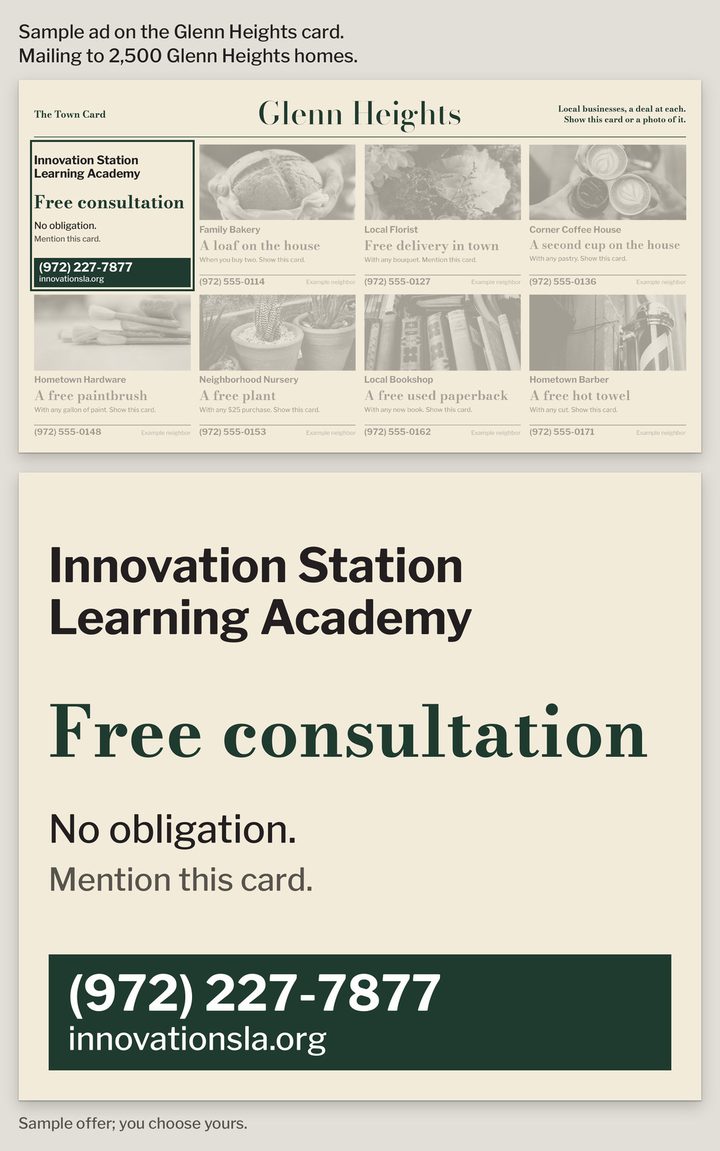 Sample ad on the Glenn Heights card.
Mailing to 2,500 Glenn Heights homes.
The Town Card
Glenn Heights
Local businesses, a deal at each.
Show this card or a photo of it.
Innovation Station
Learning Academy
Free consultation
No obligation.
Mention this card.
(972) 227-7877
innovationsla.org
Family Bakery
A loaf on the house
When you buy two. Show this card.
(972) 555-0114
Example neighbor
Local Florist
Free delivery in town
With any bouquet. Mention this card.
(972) 555-0127
Example neighbor
Corner Coffee House
A second cup on the house
With any pastry. Show this card.
(972) 555-0136
Example neighbor
Hometown Hardware
A free paintbrush
With any gallon of paint. Show this card.
(972) 555-0148
Example neighbor
Neighborhood Nursery
A free plant
With any $25 purchase. Show this card.
(972) 555-0153
Example neighbor
Local Bookshop
A free used paperback
With any new book. Show this card.
(972) 555-0162
Example neighbor
Hometown Barber
A free hot towel
With any cut. Show this card.
(972) 555-0171
Example neighbor
Innovation Station
Learning Academy
Free consultation
No obligation.
Mention this card.
(972) 227-7877
innovationsla.org
Sample offer; you choose yours.